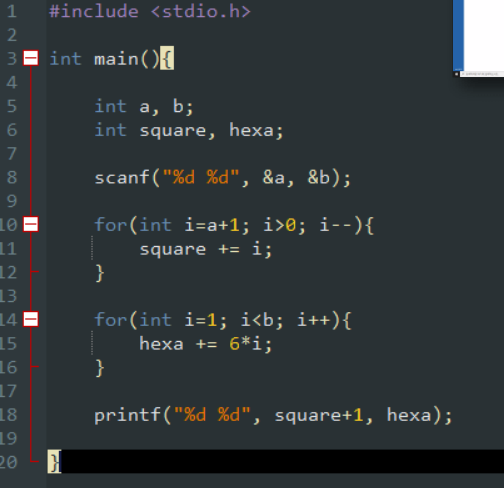 1 #include <stdio.h>
2
3 int main(){
4
5     int a, b;
6     int square, hexa;
7
8     scanf("%d %d", &a, &b);
9
10     for(int i=a+1; i>0; i--){
11         square += i;
12     }
13
14     for(int i=1; i<b; i++){
15         hexa += 6*i;
16     }
17
18     printf("%d %d", square+1, hexa);
19
20 }